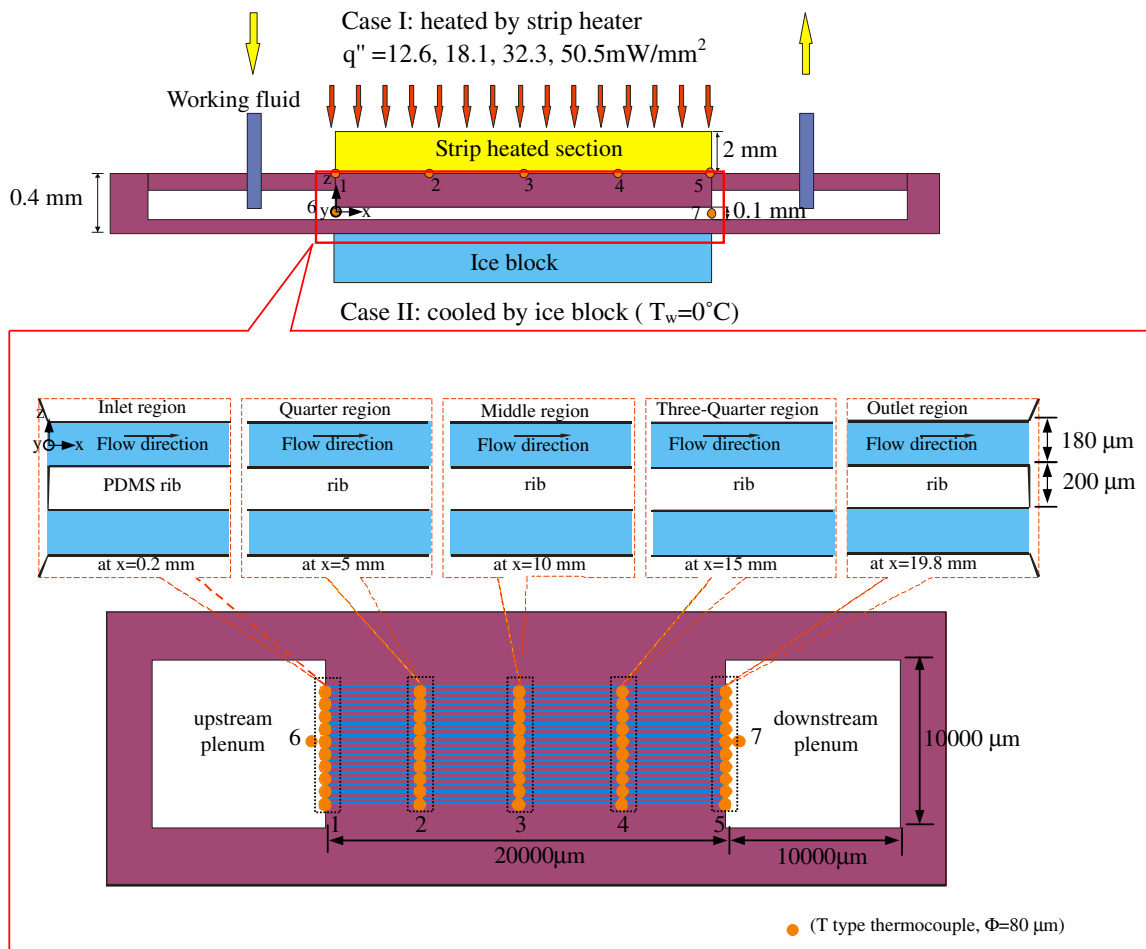 Case I: heated by strip heater
q" =12.6, 18.1, 32.3, 50.5mW/mm²
Working fluid
Strip heated section
2 mm
0.4 mm
z
1
2
3
4
5
6
y
x
7
0.1 mm
Ice block
Case II: cooled by ice block ( T_w=0°C)
Inlet region
Quarter region
Middle region
Three-Quarter region
Outlet region
z
y
x
Flow direction
Flow direction
Flow direction
Flow direction
Flow direction
180 μm
PDMS rib
rib
rib
rib
rib
200 μm
at x=0.2 mm
at x=5 mm
at x=10 mm
at x=15 mm
at x=19.8 mm
upstream
plenum
6
7
downstream
plenum
10000 μm
1
2
3
4
5
20000μm
10000μm
(T type thermocouple, Φ=80 μm)